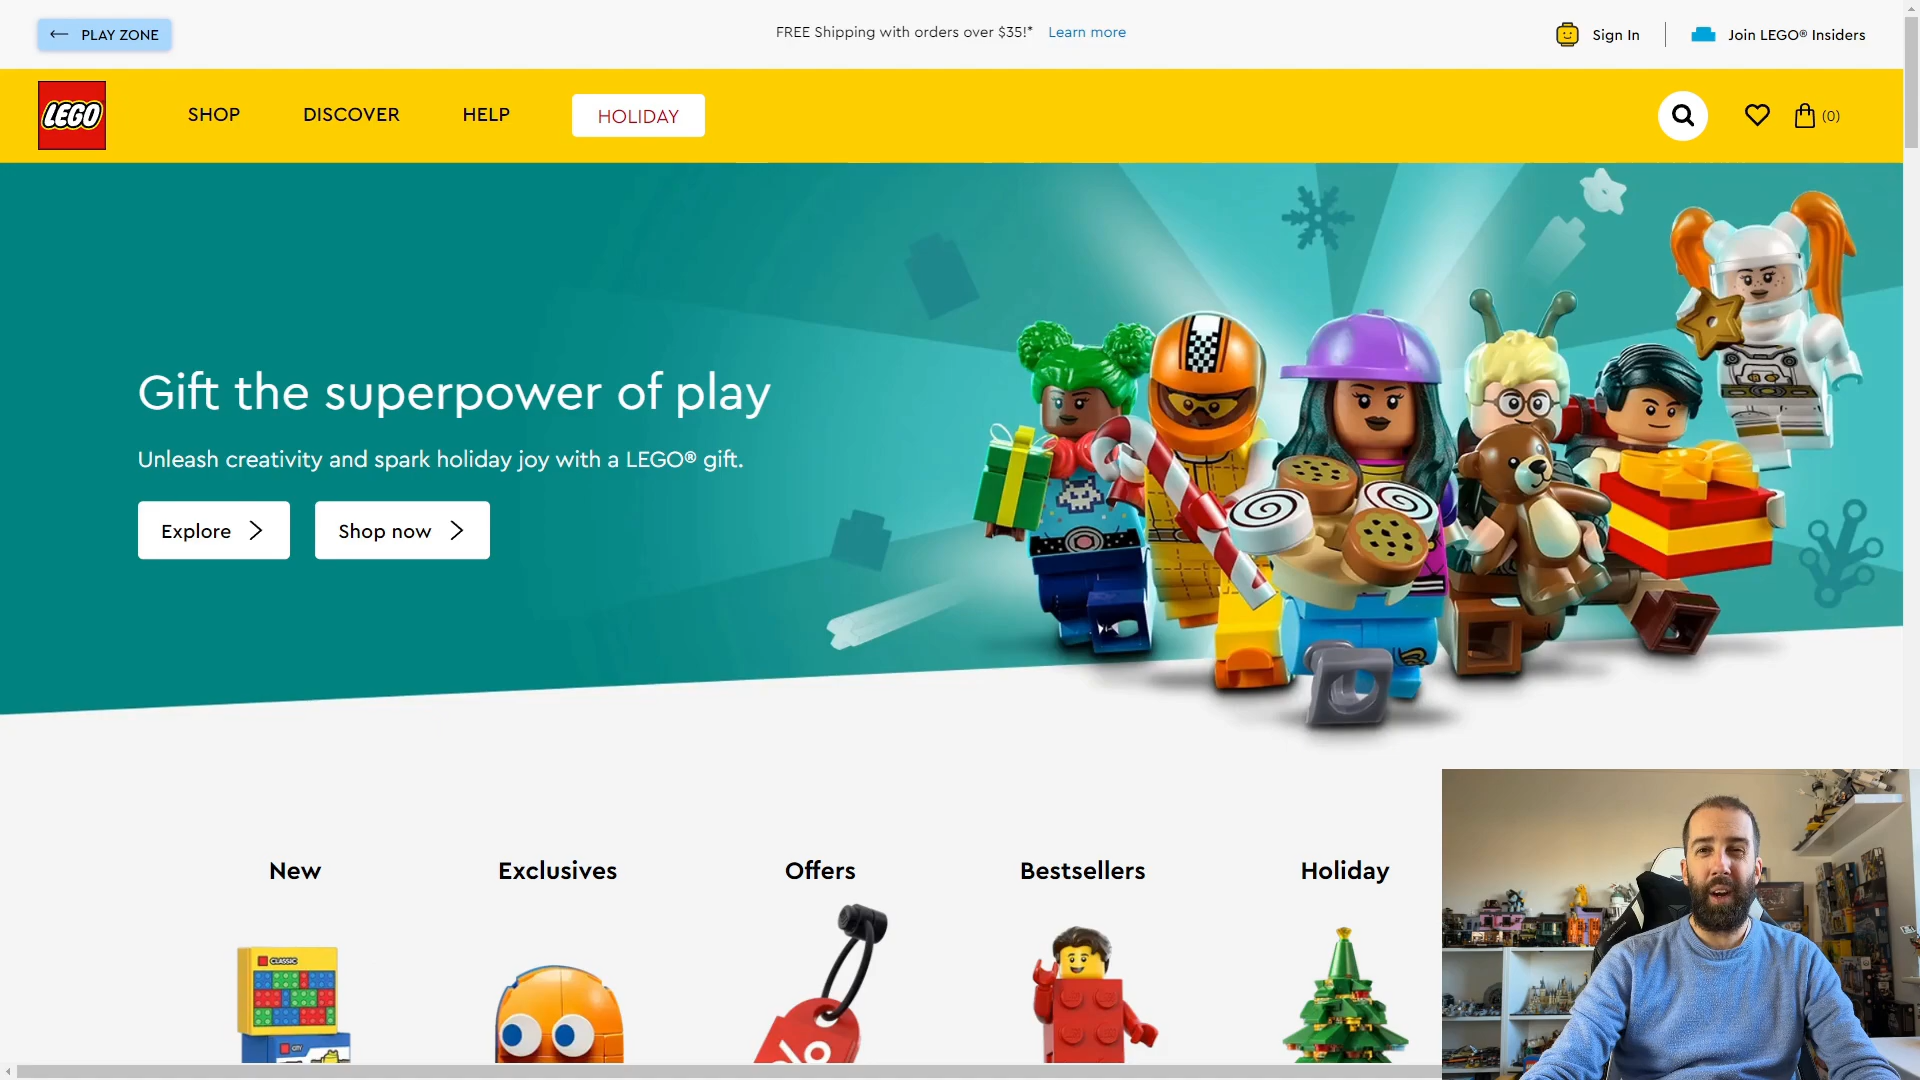 PLAY ZONE
FREE Shipping with orders over $35!* Learn more
Sign In
Join LEGO® Insiders
LEGO
SHOP
DISCOVER
HELP
HOLIDAY
(0)
Gift the superpower of play
Unleash creativity and spark holiday joy with a LEGO® gift.
Explore
Shop now
New
Exclusives
Offers
Bestsellers
Holiday
CLASSIC
CITY
%